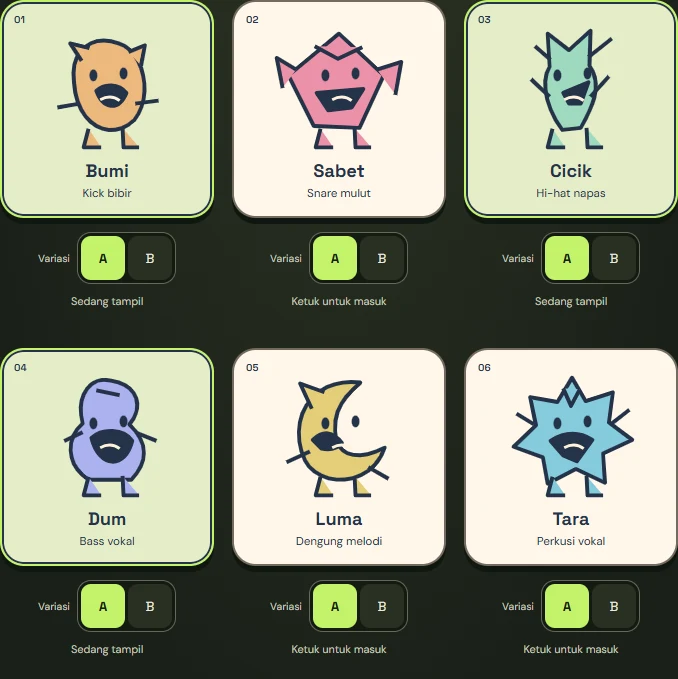 01
Bumi
Kick bibir
02
Sabet
Snare mulut
03
Cicik
Hi-hat napas
Variasi A B
Sedang tampil
Variasi A B
Ketuk untuk masuk
Variasi A B
Sedang tampil
04
Dum
Bass vokal
05
Luma
Dengung melodi
06
Tara
Perkusi vokal
Variasi A B
Sedang tampil
Variasi A B
Ketuk untuk masuk
Variasi A B
Ketuk untuk masuk